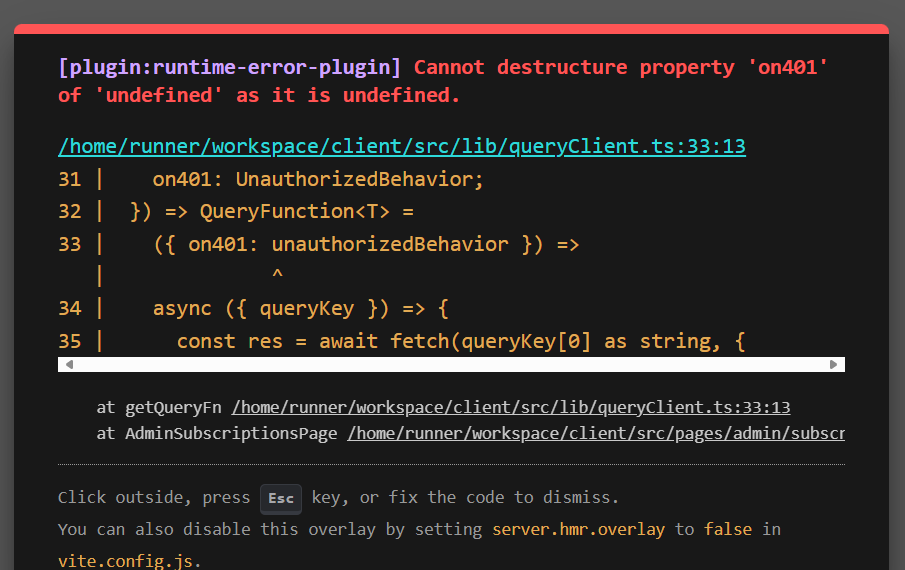 [plugin:runtime-error-plugin] Cannot destructure property 'on401'
of 'undefined' as it is undefined.
/home/runner/workspace/client/src/lib/queryClient.ts:33:13
31 |    on401: UnauthorizedBehavior;
32 |  }) => QueryFunction<T> =
33 |    ({ on401: unauthorizedBehavior }) =>
   |              ^
34 |    async ({ queryKey }) => {
35 |      const res = await fetch(queryKey[0] as string, {
at getQueryFn /home/runner/workspace/client/src/lib/queryClient.ts:33:13
at AdminSubscriptionsPage /home/runner/workspace/client/src/pages/admin/subscr
Click outside, press Esc key, or fix the code to dismiss.
You can also disable this overlay by setting server.hmr.overlay to false in
vite.config.js.